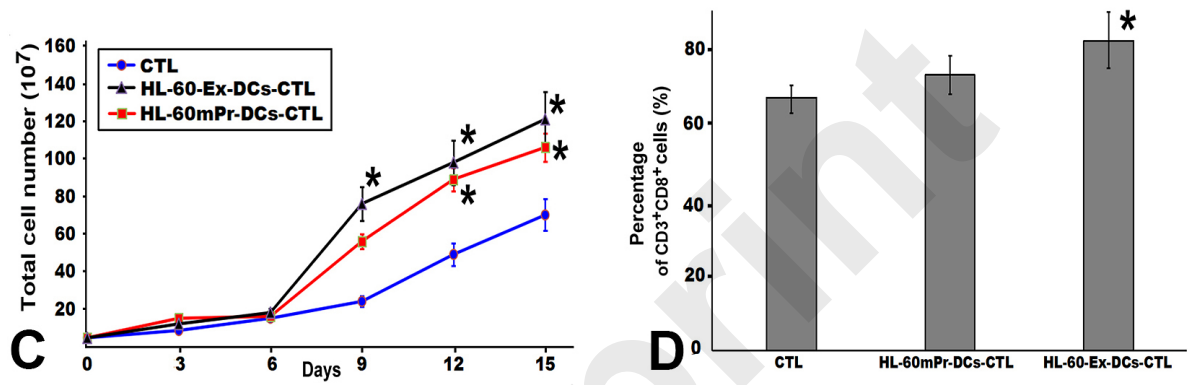 C
Total cell number (10⁷)
160
140
120
100
80
60
40
20
0
3
6
9
12
15
Days
CTL
HL-60-Ex-DCs-CTL
HL-60mPr-DCs-CTL
*
*
*
*
*
D
Percentage
of CD3⁺CD8⁺ cells (%)
80
60
40
20
0
*
CTL
HL-60mPr-DCs-CTL
HL-60-Ex-DCs-CTL